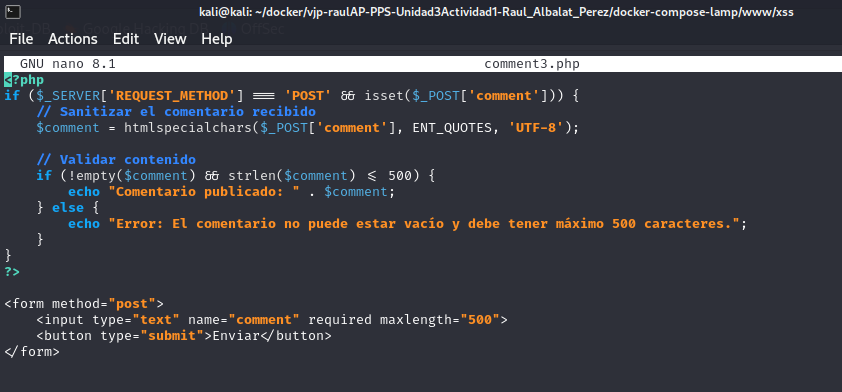 kali@kali: ~/docker/vjp-raulAP-PPS-Unidad3Actividad1-Raul_Albalat_Perez/docker-compose-lamp/www/xss
File Actions Edit View Help
GNU nano 8.1 comment3.php
<?php
if ($_SERVER['REQUEST_METHOD'] === 'POST' && isset($_POST['comment'])) {
    // Sanitizar el comentario recibido
    $comment = htmlspecialchars($_POST['comment'], ENT_QUOTES, 'UTF-8');
    // Validar contenido
    if (!empty($comment) && strlen($comment) <= 500) {
        echo "Comentario publicado: " . $comment;
    } else {
        echo "Error: El comentario no puede estar vacío y debe tener máximo 500 caracteres.";
    }
}
?>
<form method="post">
    <input type="text" name="comment" required maxlength="500">
    <button type="submit">Enviar</button>
</form>